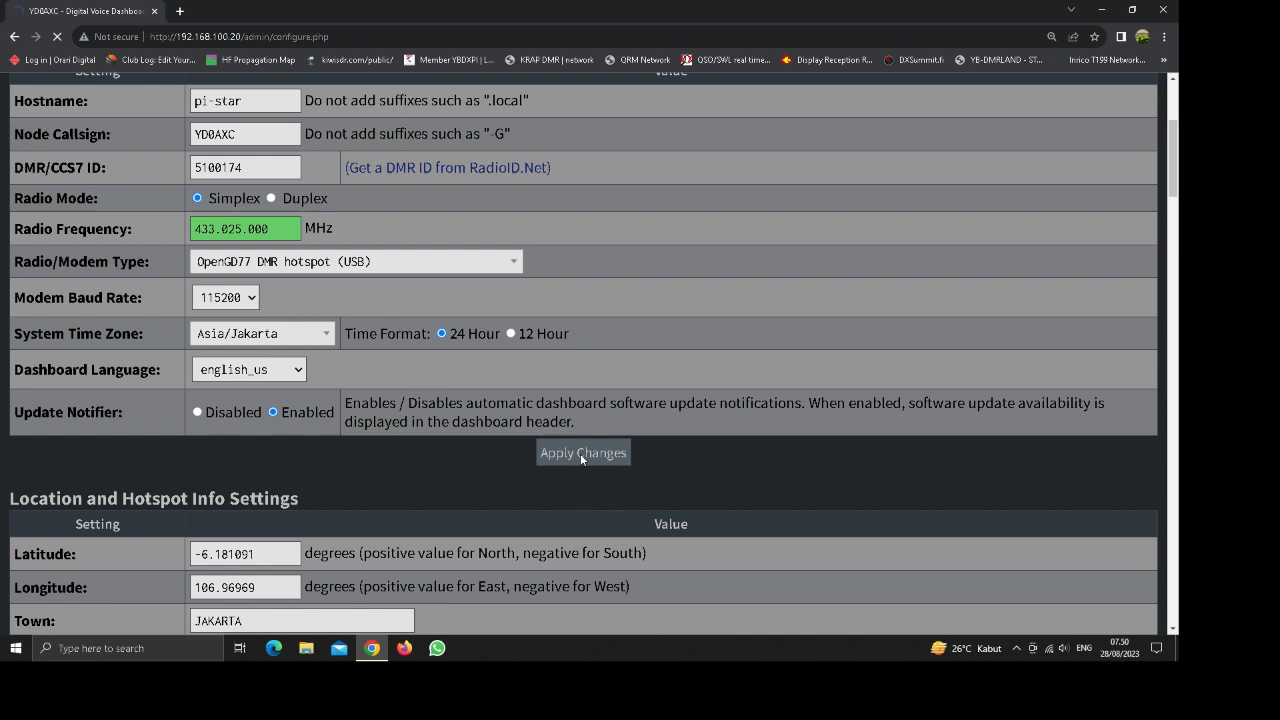 YD0AXC - Digital Voice Dashbo
Not secure | http://192.168.100.20/admin/configure.php
Log in | Orari Digital
Club Log: Edit Your...
HF Propagation Map
kiwisdr.com/public/
Member YBDXPI | L...
KRAP DMR | network
QRM Network
QSO/SWL real time...
Display Reception R...
DXSummit.fi
YB-DMRLAND - ST...
Inrico T199 Network...
»
Setting Value
Hostname: pi-star Do not add suffixes such as ".local"
Node Callsign: YD0AXC Do not add suffixes such as "-G"
DMR/CCS7 ID: 5100174 (Get a DMR ID from RadioID.Net)
Radio Mode: Simplex Duplex
Radio Frequency: 433.025.000 MHz
Radio/Modem Type: OpenGD77 DMR hotspot (USB)
Modem Baud Rate: 115200
System Time Zone: Asia/Jakarta Time Format: 24 Hour 12 Hour
Dashboard Language: english_us
Update Notifier: Disabled Enabled Enables / Disables automatic dashboard software update notifications. When enabled, software update availability is
displayed in the dashboard header.
Apply Changes
Location and Hotspot Info Settings
Setting Value
Latitude: -6.181091 degrees (positive value for North, negative for South)
Longitude: 106.96969 degrees (positive value for East, negative for West)
Town: JAKARTA
Type here to search
26°C Kabut
ENG
07.50
28/08/2023